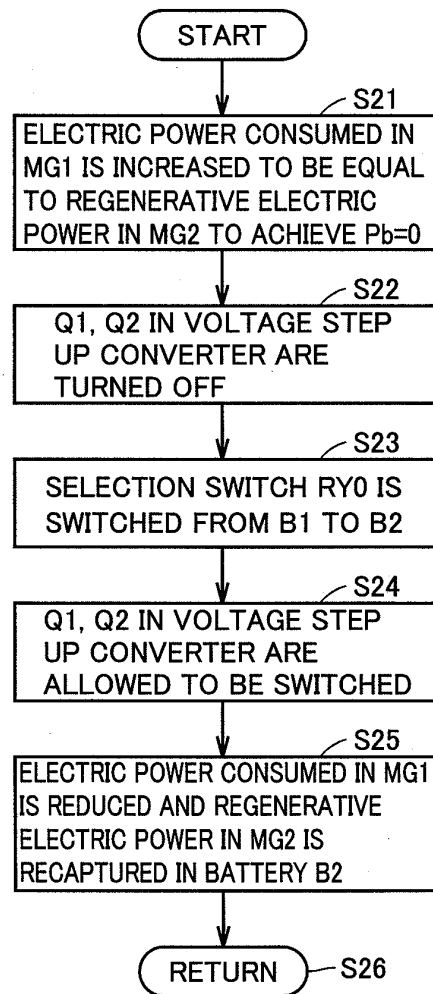 START
S21
ELECTRIC POWER CONSUMED IN
MG1 IS INCREASED TO BE EQUAL
TO REGENERATIVE ELECTRIC
POWER IN MG2 TO ACHIEVE Pb=0
S22
Q1, Q2 IN VOLTAGE STEP
UP CONVERTER ARE
TURNED OFF
S23
SELECTION SWITCH RY0 IS
SWITCHED FROM B1 TO B2
S24
Q1, Q2 IN VOLTAGE STEP
UP CONVERTER ARE
ALLOWED TO BE SWITCHED
S25
ELECTRIC POWER CONSUMED IN MG1
IS REDUCED AND REGENERATIVE
ELECTRIC POWER IN MG2 IS
RECAPTURED IN BATTERY B2
RETURN
S26